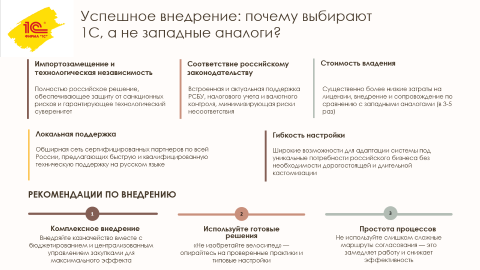 1С
ФИРМА "1С"
Успешное внедрение: почему выбирают
1С, а не западные аналоги?
Импортозамещение и
технологическая независимость
Полностью российское решение,
обеспечивающее защиту от санкционных
рисков и гарантирующее технологический
суверенитет
Соответствие российскому
законодательству
Встроенная и актуальная поддержка
РСБУ, налогового учета и валютного
контроля, минимизирующая риски
несоответствия
Стоимость владения
Существенно более низкие затраты на
лицензии, внедрение и сопровождение по
сравнению с западными аналогами (в 3-5
раз)
Локальная поддержка
Обширная сеть сертифицированных партнеров по всей
России, предлагающих быструю и квалифицированную
техническую поддержку на русском языке
Гибкость настройки
Широкие возможности для адаптации системы под
уникальные потребности российского бизнеса без
необходимости дорогостоящей и длительной
кастомизации
РЕКОМЕНДАЦИИ ПО ВНЕДРЕНИЮ
1
Комплексное внедрение
Внедряйте казначейство вместе с
бюджетированием и централизованным
управлением закупками для
максимального эффекта
2
Используйте готовые
решения
«Не изобретайте велосипед» —
опирайтесь на проверенные практики и
типовые настройки
3
Простота процессов
Не используйте слишком сложные
маршруты согласования — это
замедляет работу и снижает
эффективность